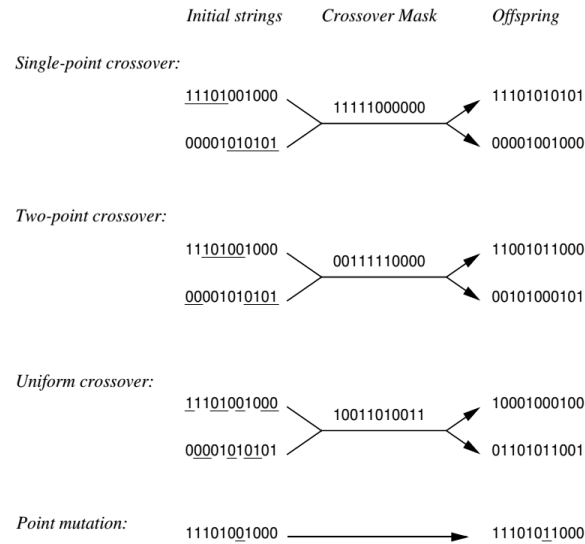 Initial strings Crossover Mask Offspring
Single-point crossover:
11101001000 11111000000 11101010101
00001010101 00001001000
Two-point crossover:
11101001000 00111110000 11001011000
00001010101 00101000101
Uniform crossover:
11101001000 10011010011 10001000100
00001010101 01101011001
Point mutation:
11101001000 11101011000